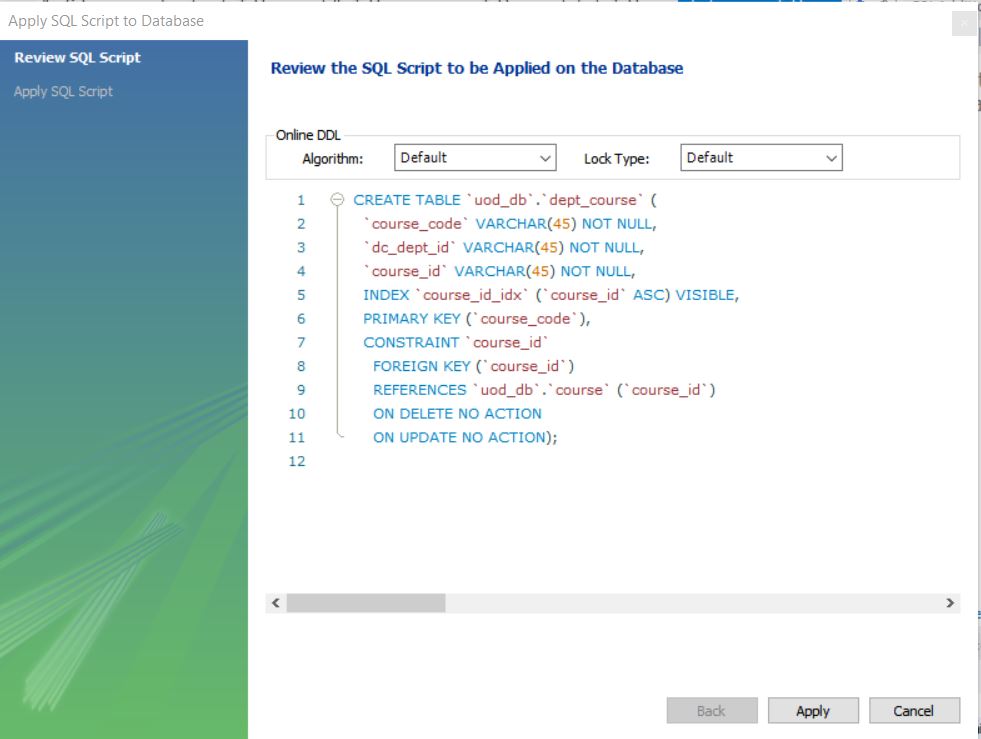 Apply SQL Script to Database
Review SQL Script
Apply SQL Script
Review the SQL Script to be Applied on the Database
Online DDL
Algorithm: Default Lock Type: Default
1 CREATE TABLE `uod_db`.`dept_course` (
2 `course_code` VARCHAR(45) NOT NULL,
3 `dc_dept_id` VARCHAR(45) NOT NULL,
4 `course_id` VARCHAR(45) NOT NULL,
5 INDEX `course_id_idx` (`course_id` ASC) VISIBLE,
6 PRIMARY KEY (`course_code`),
7 CONSTRAINT `course_id`
8 FOREIGN KEY (`course_id`)
9 REFERENCES `uod_db`.`course` (`course_id`)
10 ON DELETE NO ACTION
11 ON UPDATE NO ACTION);
12
Back Apply Cancel